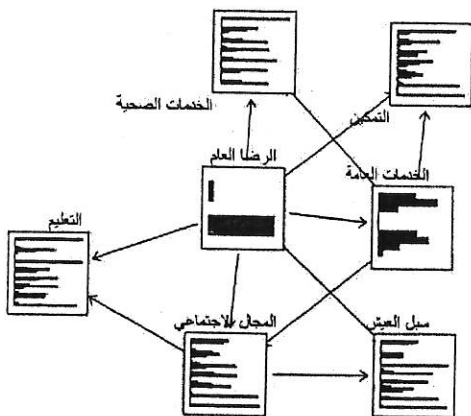 الخدمات الصحية
التمكين
الرضا العام
الخدمات العامة
التعليم
المجال الاجتماعي
سبل العيش